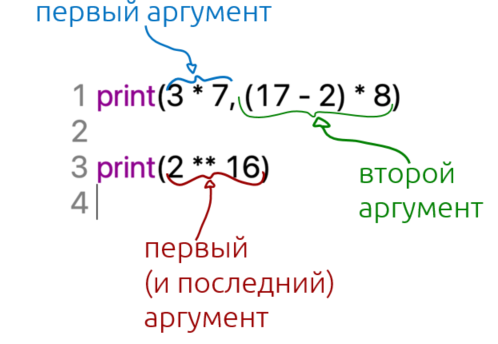 первый аргумент
1 print(3 * 7, (17 - 2) * 8)
2
3 print(2 ** 16)
4
второй
аргумент
первый
(и последний)
аргумент